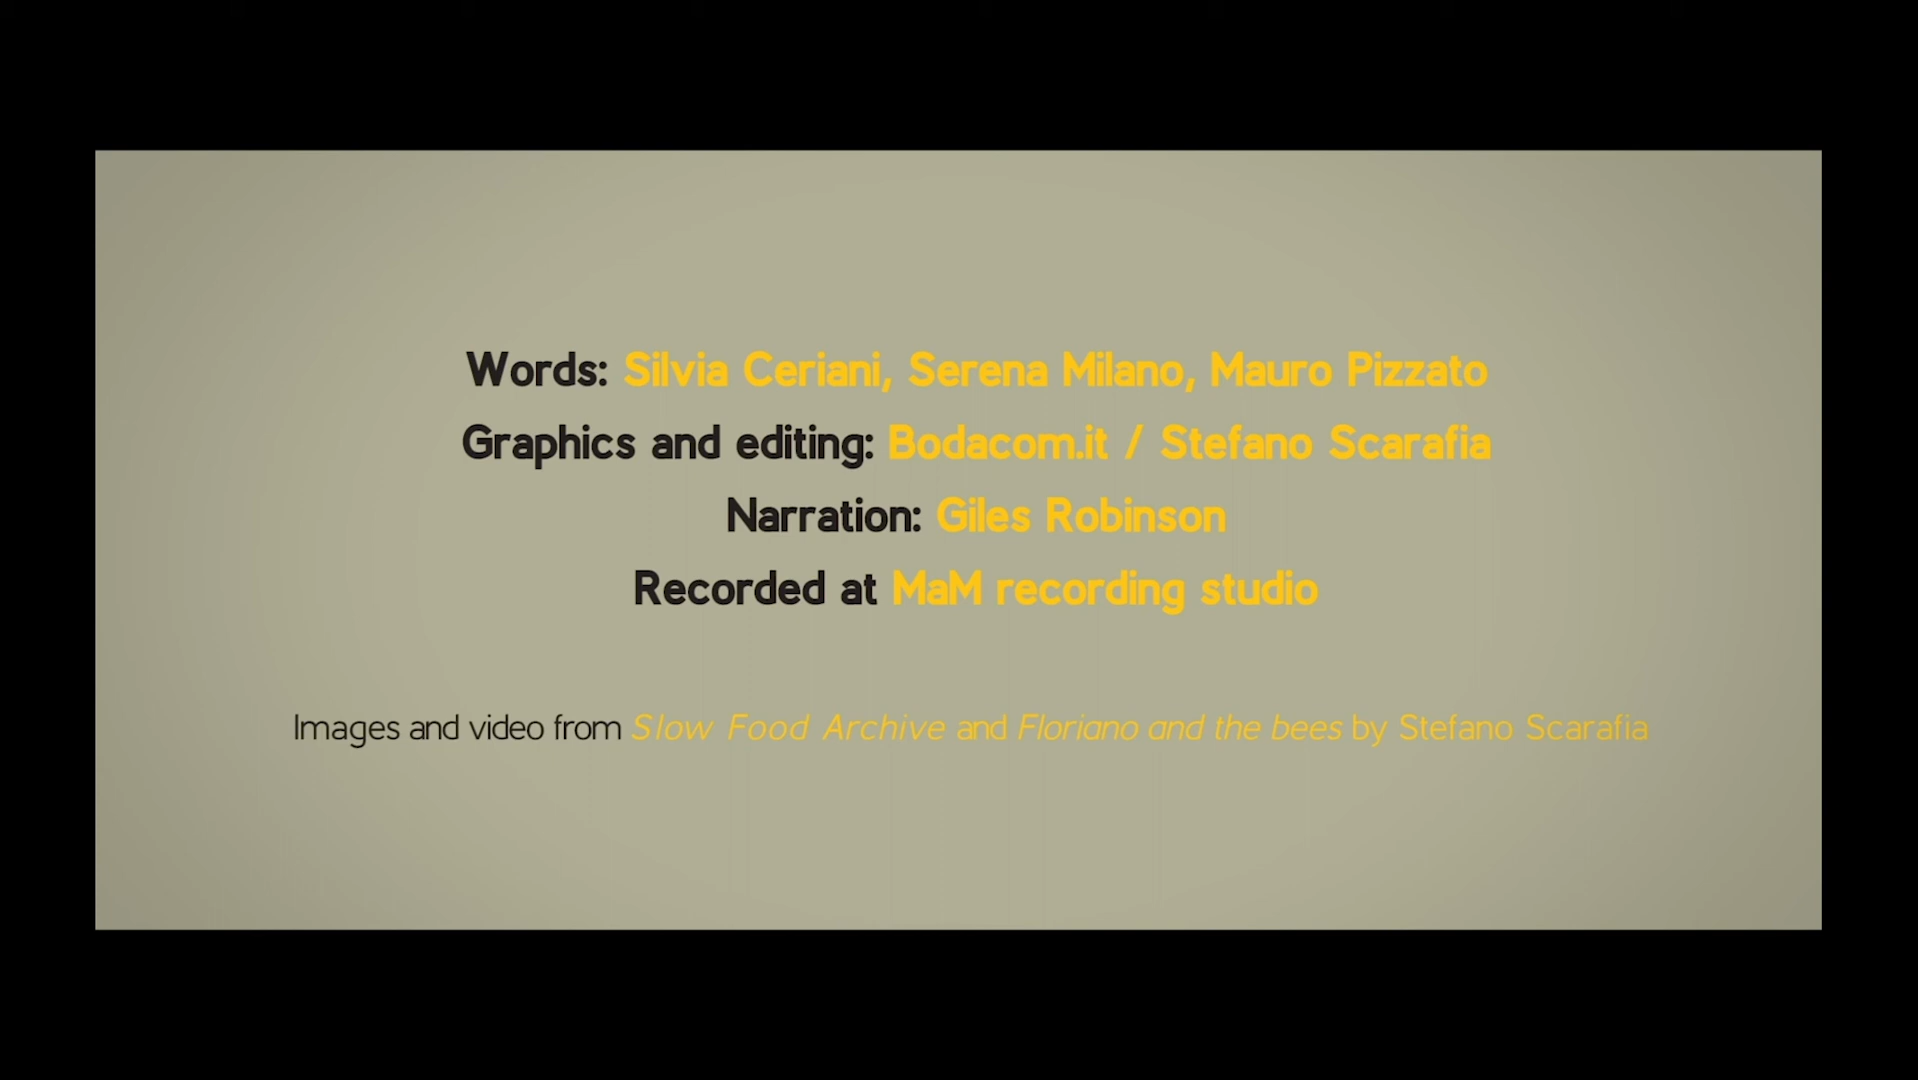 Words: Silvia Ceriani, Serena Milano, Mauro Pizzato
Graphics and editing: Bodacom.it / Stefano Scarafia
Narration: Giles Robinson
Recorded at MaM recording studio
Images and video from Slow Food Archive and Floriano and the bees by Stefano Scarafia